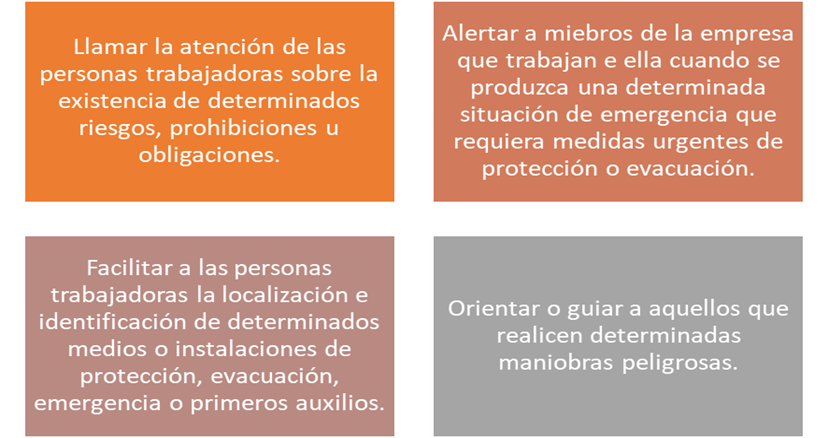 Llamar la atención de las
personas trabajadoras sobre la
existencia de determinados
riesgos, prohibiciones u
obligaciones.
Alertar a miebros de la empresa
que trabajan e ella cuando se
produzca una determinada
situación de emergencia que
requiera medidas urgentes de
protección o evacuación.
Facilitar a las personas
trabajadoras la localización e
identificación de determinados
medios o instalaciones de
protección, evacuación,
emergencia o primeros auxilios.
Orientar o guiar a aquellos que
realicen determinadas
maniobras peligrosas.